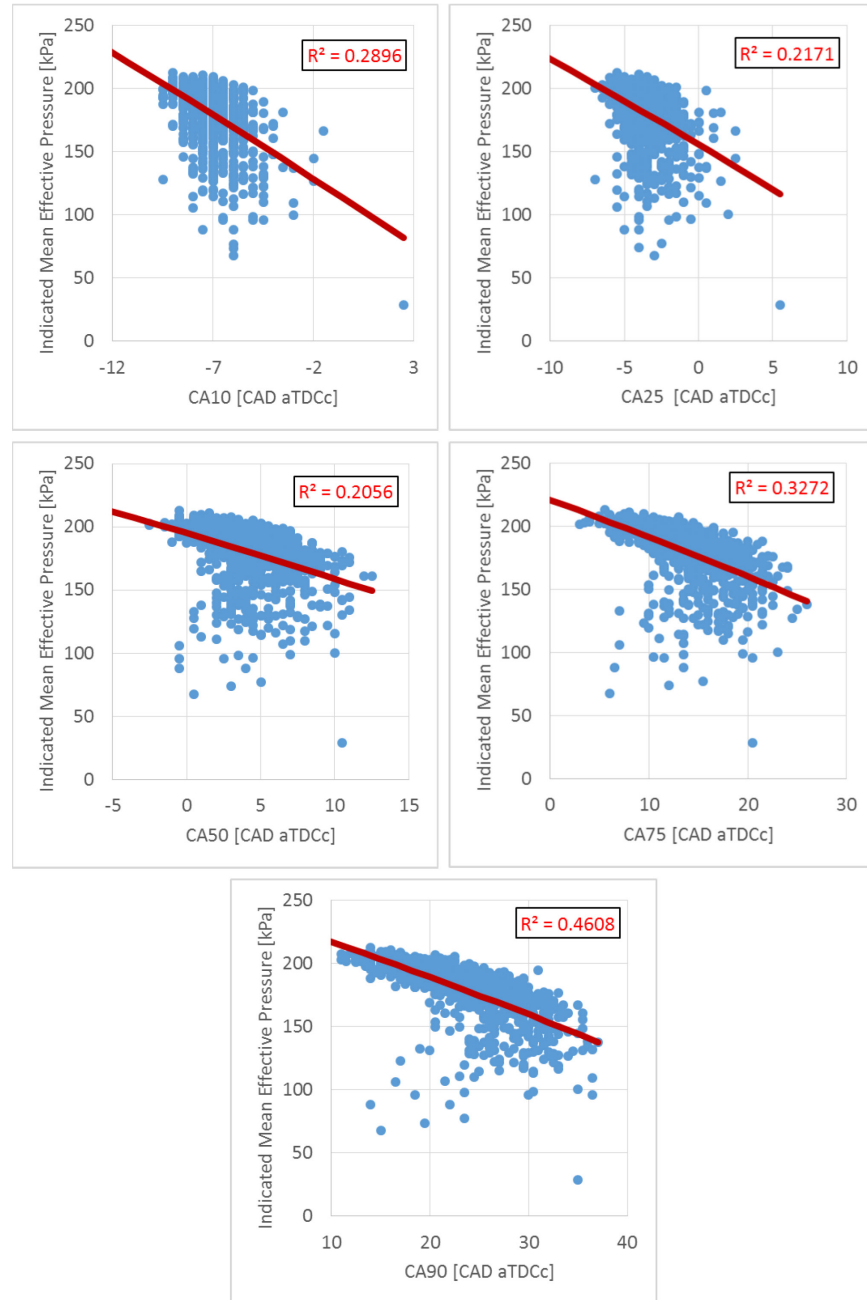 250
200
150
100
50
0
Indicated Mean Effective Pressure [kPa]
R² = 0.2896
-12 -7 -2 3
CA10 [CAD aTDCc]
250
200
150
100
50
0
Indicated Mean Effective Pressure [kPa]
R² = 0.2171
-10 -5 0 5 10
CA25 [CAD aTDCc]
250
200
150
100
50
0
Indicated Mean Effective Pressure [kPa]
R² = 0.2056
-5 0 5 10 15
CA50 [CAD aTDCc]
250
200
150
100
50
0
Indicated Mean Effective Pressure [kPa]
R² = 0.3272
0 10 20 30
CA75 [CAD aTDCc]
250
200
150
100
50
0
Indicated Mean Effective Pressure [kPa]
R² = 0.4608
10 20 30 40
CA90 [CAD aTDCc]